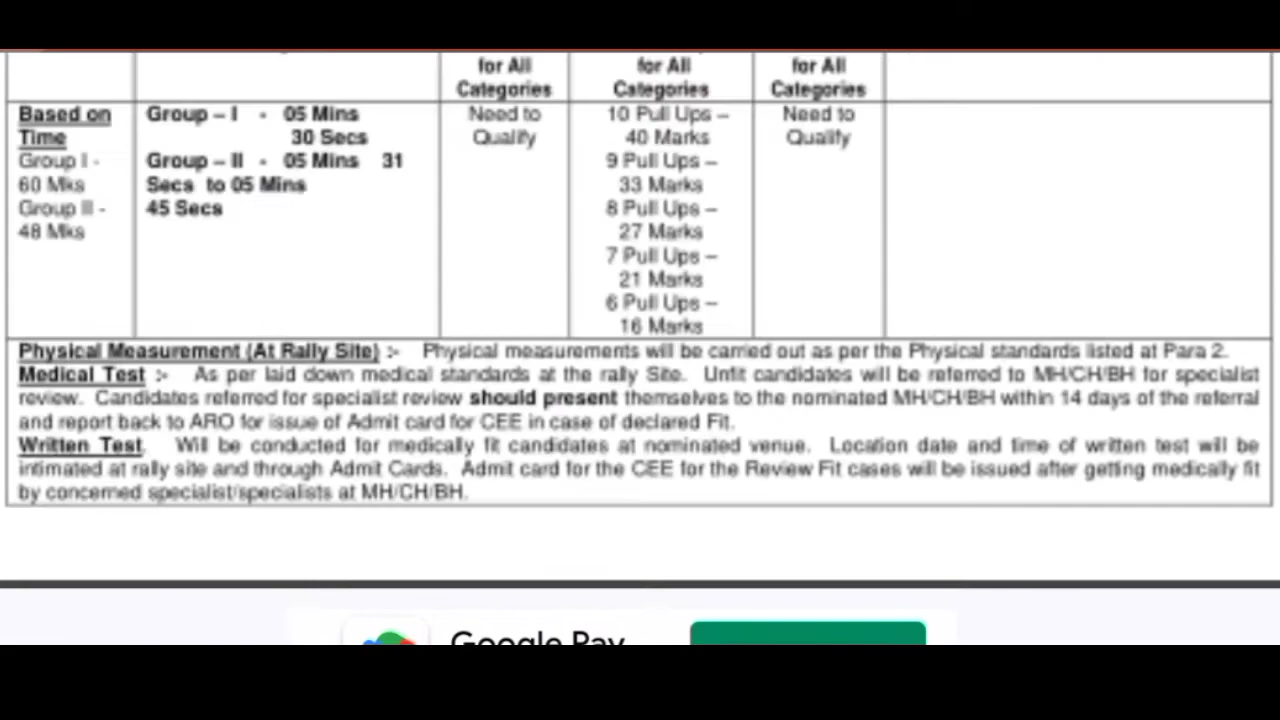 for All
Categories
for All
Categories
for All
Categories
Based on
Time
Group I -
60 Mks
Group II -
48 Mks
Group – I - 05 Mins
30 Secs
Group – II - 05 Mins 31
Secs to 05 Mins
45 Secs
Need to
Qualify
10 Pull Ups –
40 Marks
9 Pull Ups –
33 Marks
8 Pull Ups –
27 Marks
7 Pull Ups –
21 Marks
6 Pull Ups –
16 Marks
Need to
Qualify
Physical Measurement (At Rally Site) :- Physical measurements will be carried out as per the Physical standards listed at Para 2.
Medical Test :- As per laid down medical standards at the rally Site. Unfit candidates will be referred to MH/CH/BH for specialist
review. Candidates referred for specialist review should present themselves to the nominated MH/CH/BH within 14 days of the referral
and report back to ARO for issue of Admit card for CEE in case of declared Fit.
Written Test. Will be conducted for medically fit candidates at nominated venue. Location date and time of written test will be
intimated at rally site and through Admit Cards. Admit card for the CEE for the Review Fit cases will be issued after getting medically fit
by concerned specialist/specialists at MH/CH/BH.
Google Pay